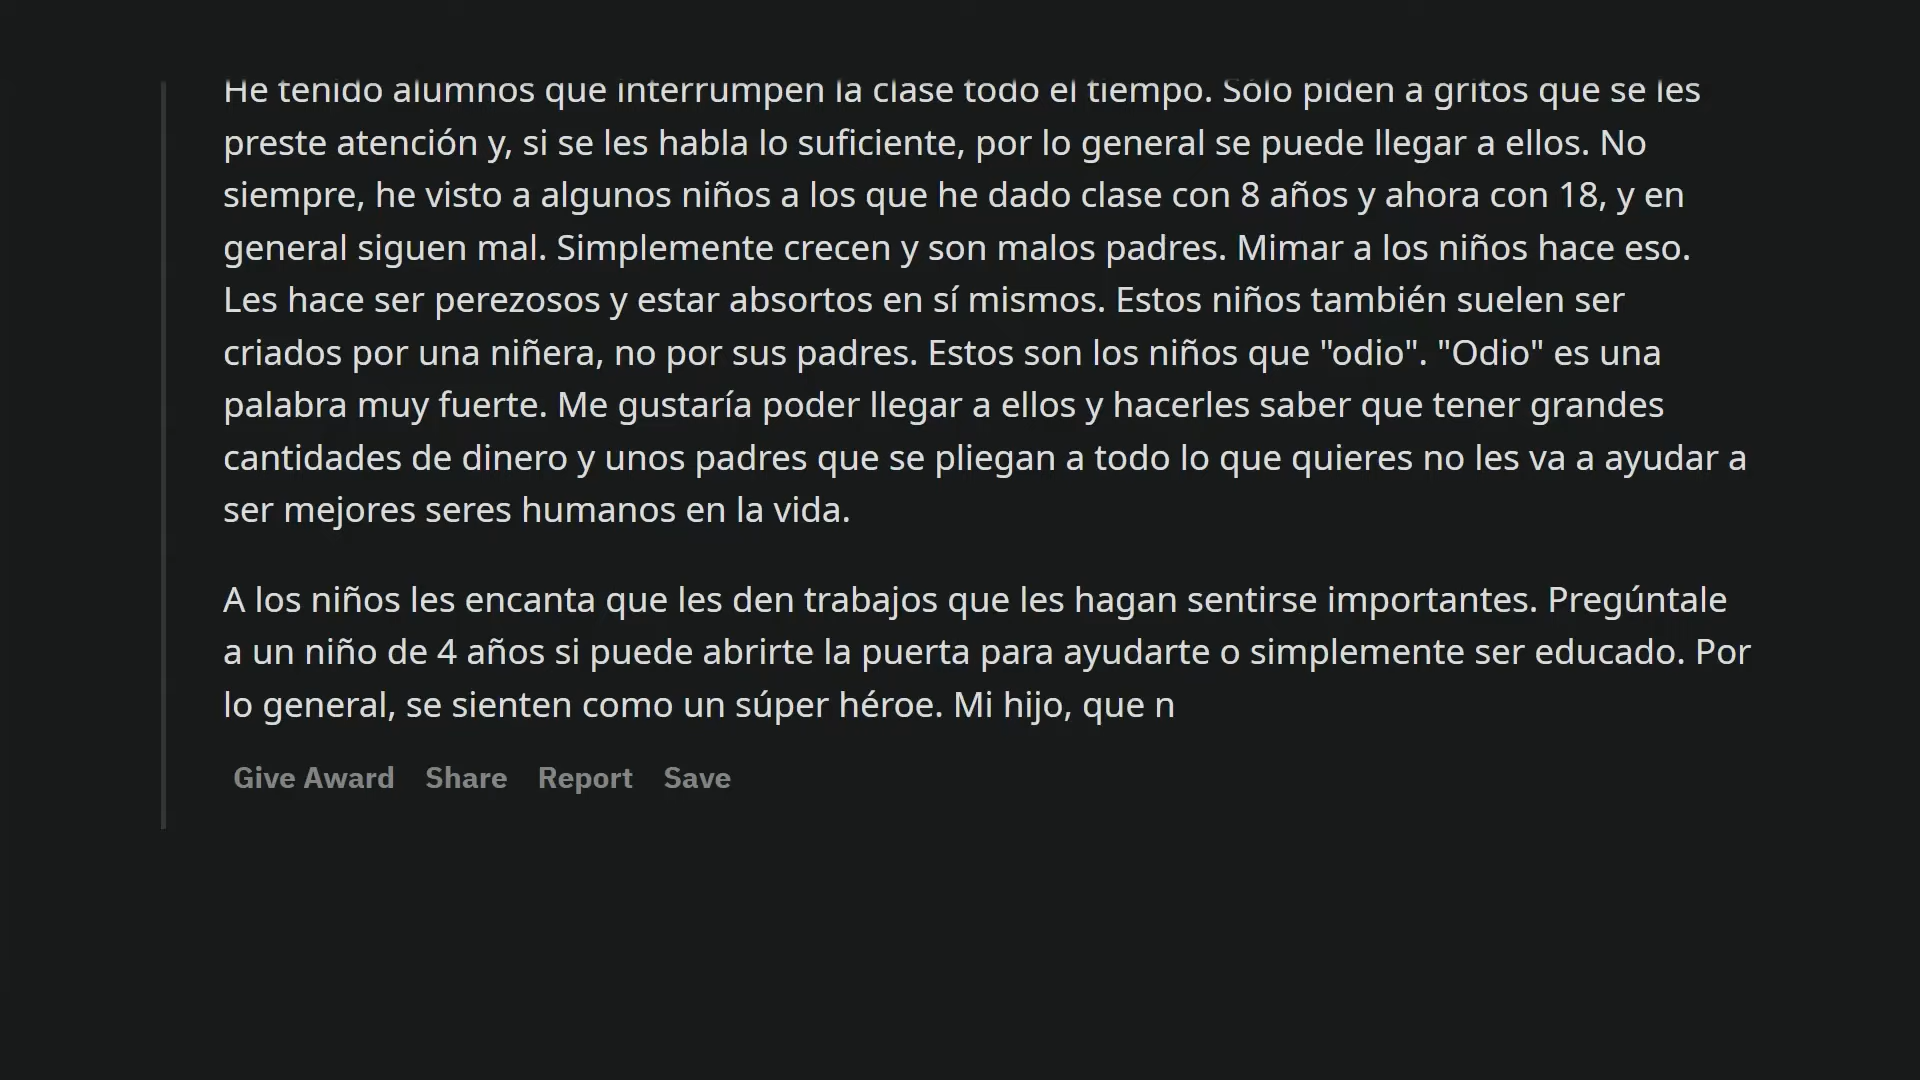 He tenido alumnos que interrumpen la clase todo el tiempo. Sólo piden a gritos que se les
preste atención y, si se les habla lo suficiente, por lo general se puede llegar a ellos. No
siempre, he visto a algunos niños a los que he dado clase con 8 años y ahora con 18, y en
general siguen mal. Simplemente crecen y son malos padres. Mimar a los niños hace eso.
Les hace ser perezosos y estar absortos en sí mismos. Estos niños también suelen ser
criados por una niñera, no por sus padres. Estos son los niños que "odio". "Odio" es una
palabra muy fuerte. Me gustaría poder llegar a ellos y hacerles saber que tener grandes
cantidades de dinero y unos padres que se pliegan a todo lo que quieres no les va a ayudar a
ser mejores seres humanos en la vida.
A los niños les encanta que les den trabajos que les hagan sentirse importantes. Pregúntale
a un niño de 4 años si puede abrirte la puerta para ayudarte o simplemente ser educado. Por
lo general, se sienten como un súper héroe. Mi hijo, que n
Give Award Share Report Save